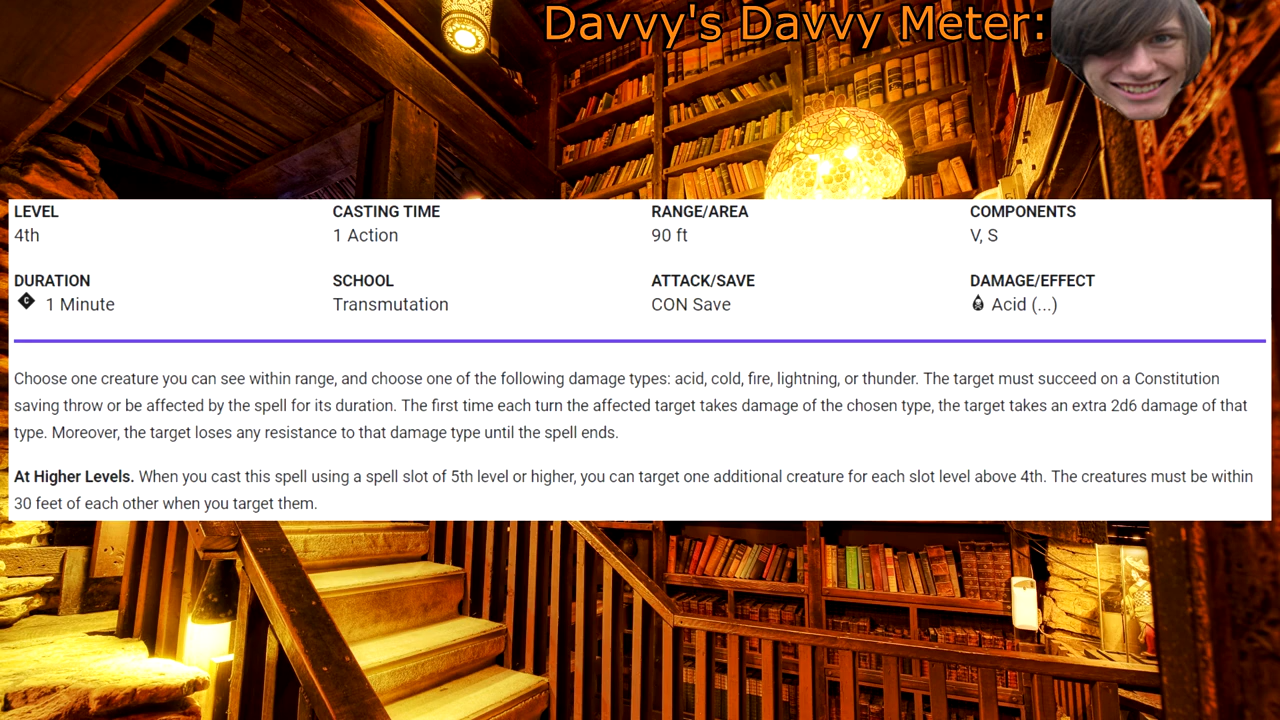 Davvy's Davvy Meter:
LEVEL CASTING TIME RANGE/AREA COMPONENTS
4th 1 Action 90 ft V, S
DURATION SCHOOL ATTACK/SAVE DAMAGE/EFFECT
C 1 Minute Transmutation CON Save Acid (...)
Choose one creature you can see within range, and choose one of the following damage types: acid, cold, fire, lightning, or thunder. The target must succeed on a Constitution
saving throw or be affected by the spell for its duration. The first time each turn the affected target takes damage of the chosen type, the target takes an extra 2d6 damage of that
type. Moreover, the target loses any resistance to that damage type until the spell ends.
At Higher Levels. When you cast this spell using a spell slot of 5th level or higher, you can target one additional creature for each slot level above 4th. The creatures must be within
30 feet of each other when you target them.